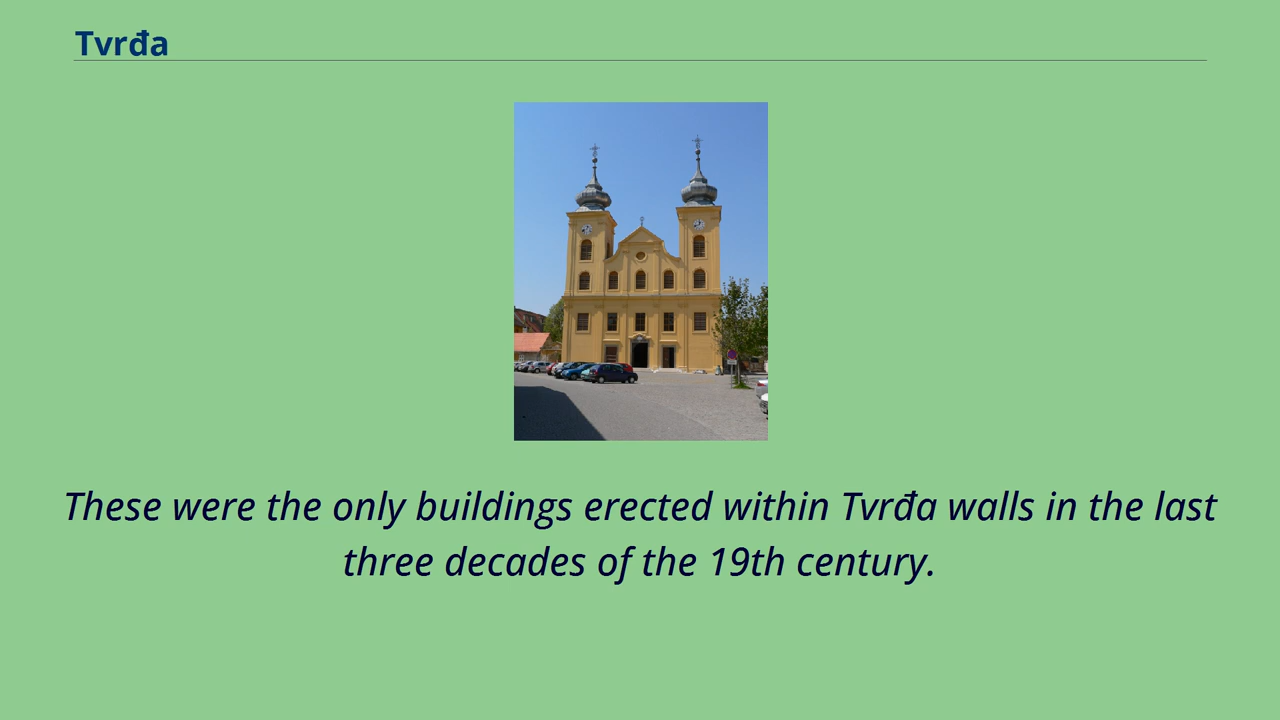 Tvrđa
These were the only buildings erected within Tvrđa walls in the last
three decades of the 19th century.